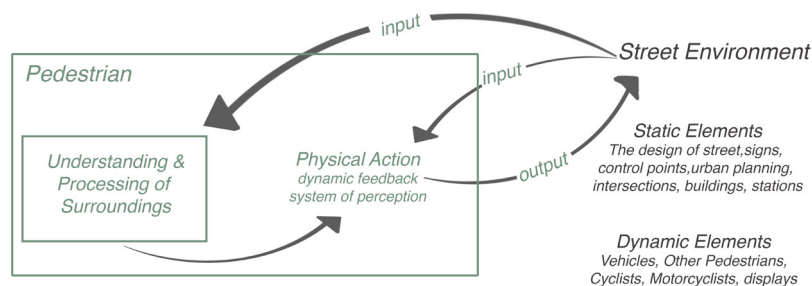 input
Street Environment
Pedestrian
input
Understanding &
Processing of
Surroundings
Physical Action
dynamic feedback
system of perception
output
Static Elements
The design of street,signs,
control points,urban planning,
intersections, buildings, stations
Dynamic Elements
Vehicles, Other Pedestrians,
Cyclists, Motorcyclists, displays